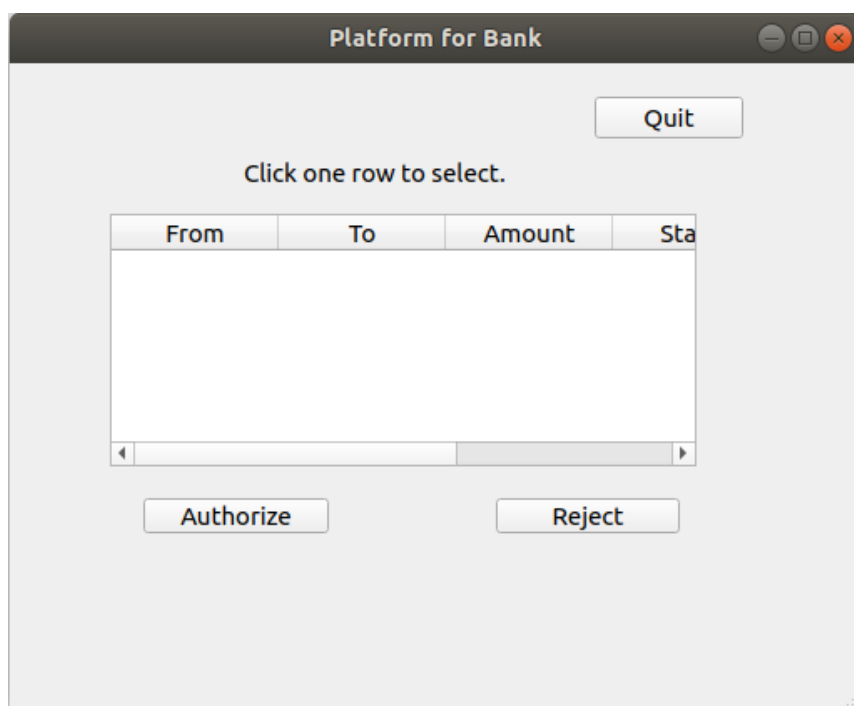 Platform for Bank
Quit
Click one row to select.
From To Amount Sta
Authorize Reject